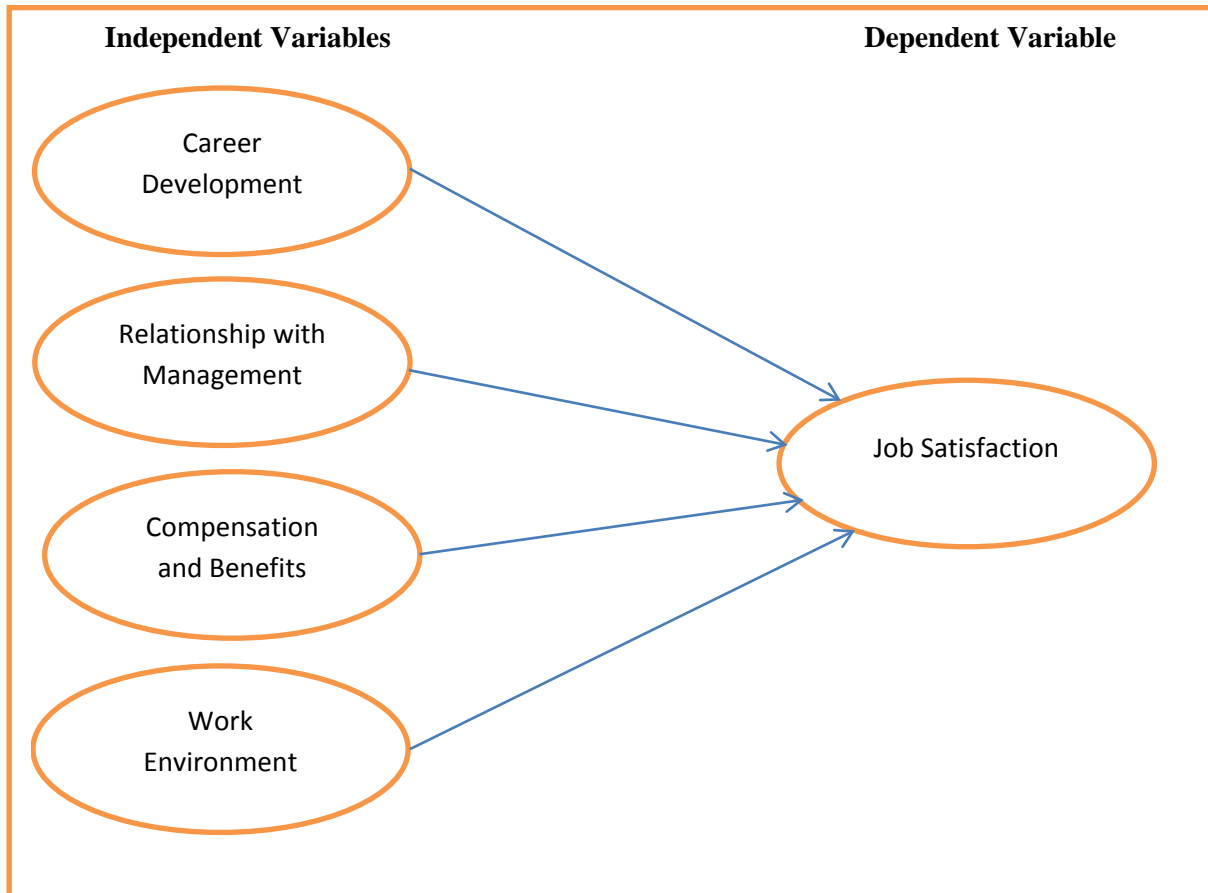 Independent Variables
Dependent Variable
Career
Development
Relationship with
Management
Job Satisfaction
Compensation
and Benefits
Work
Environment